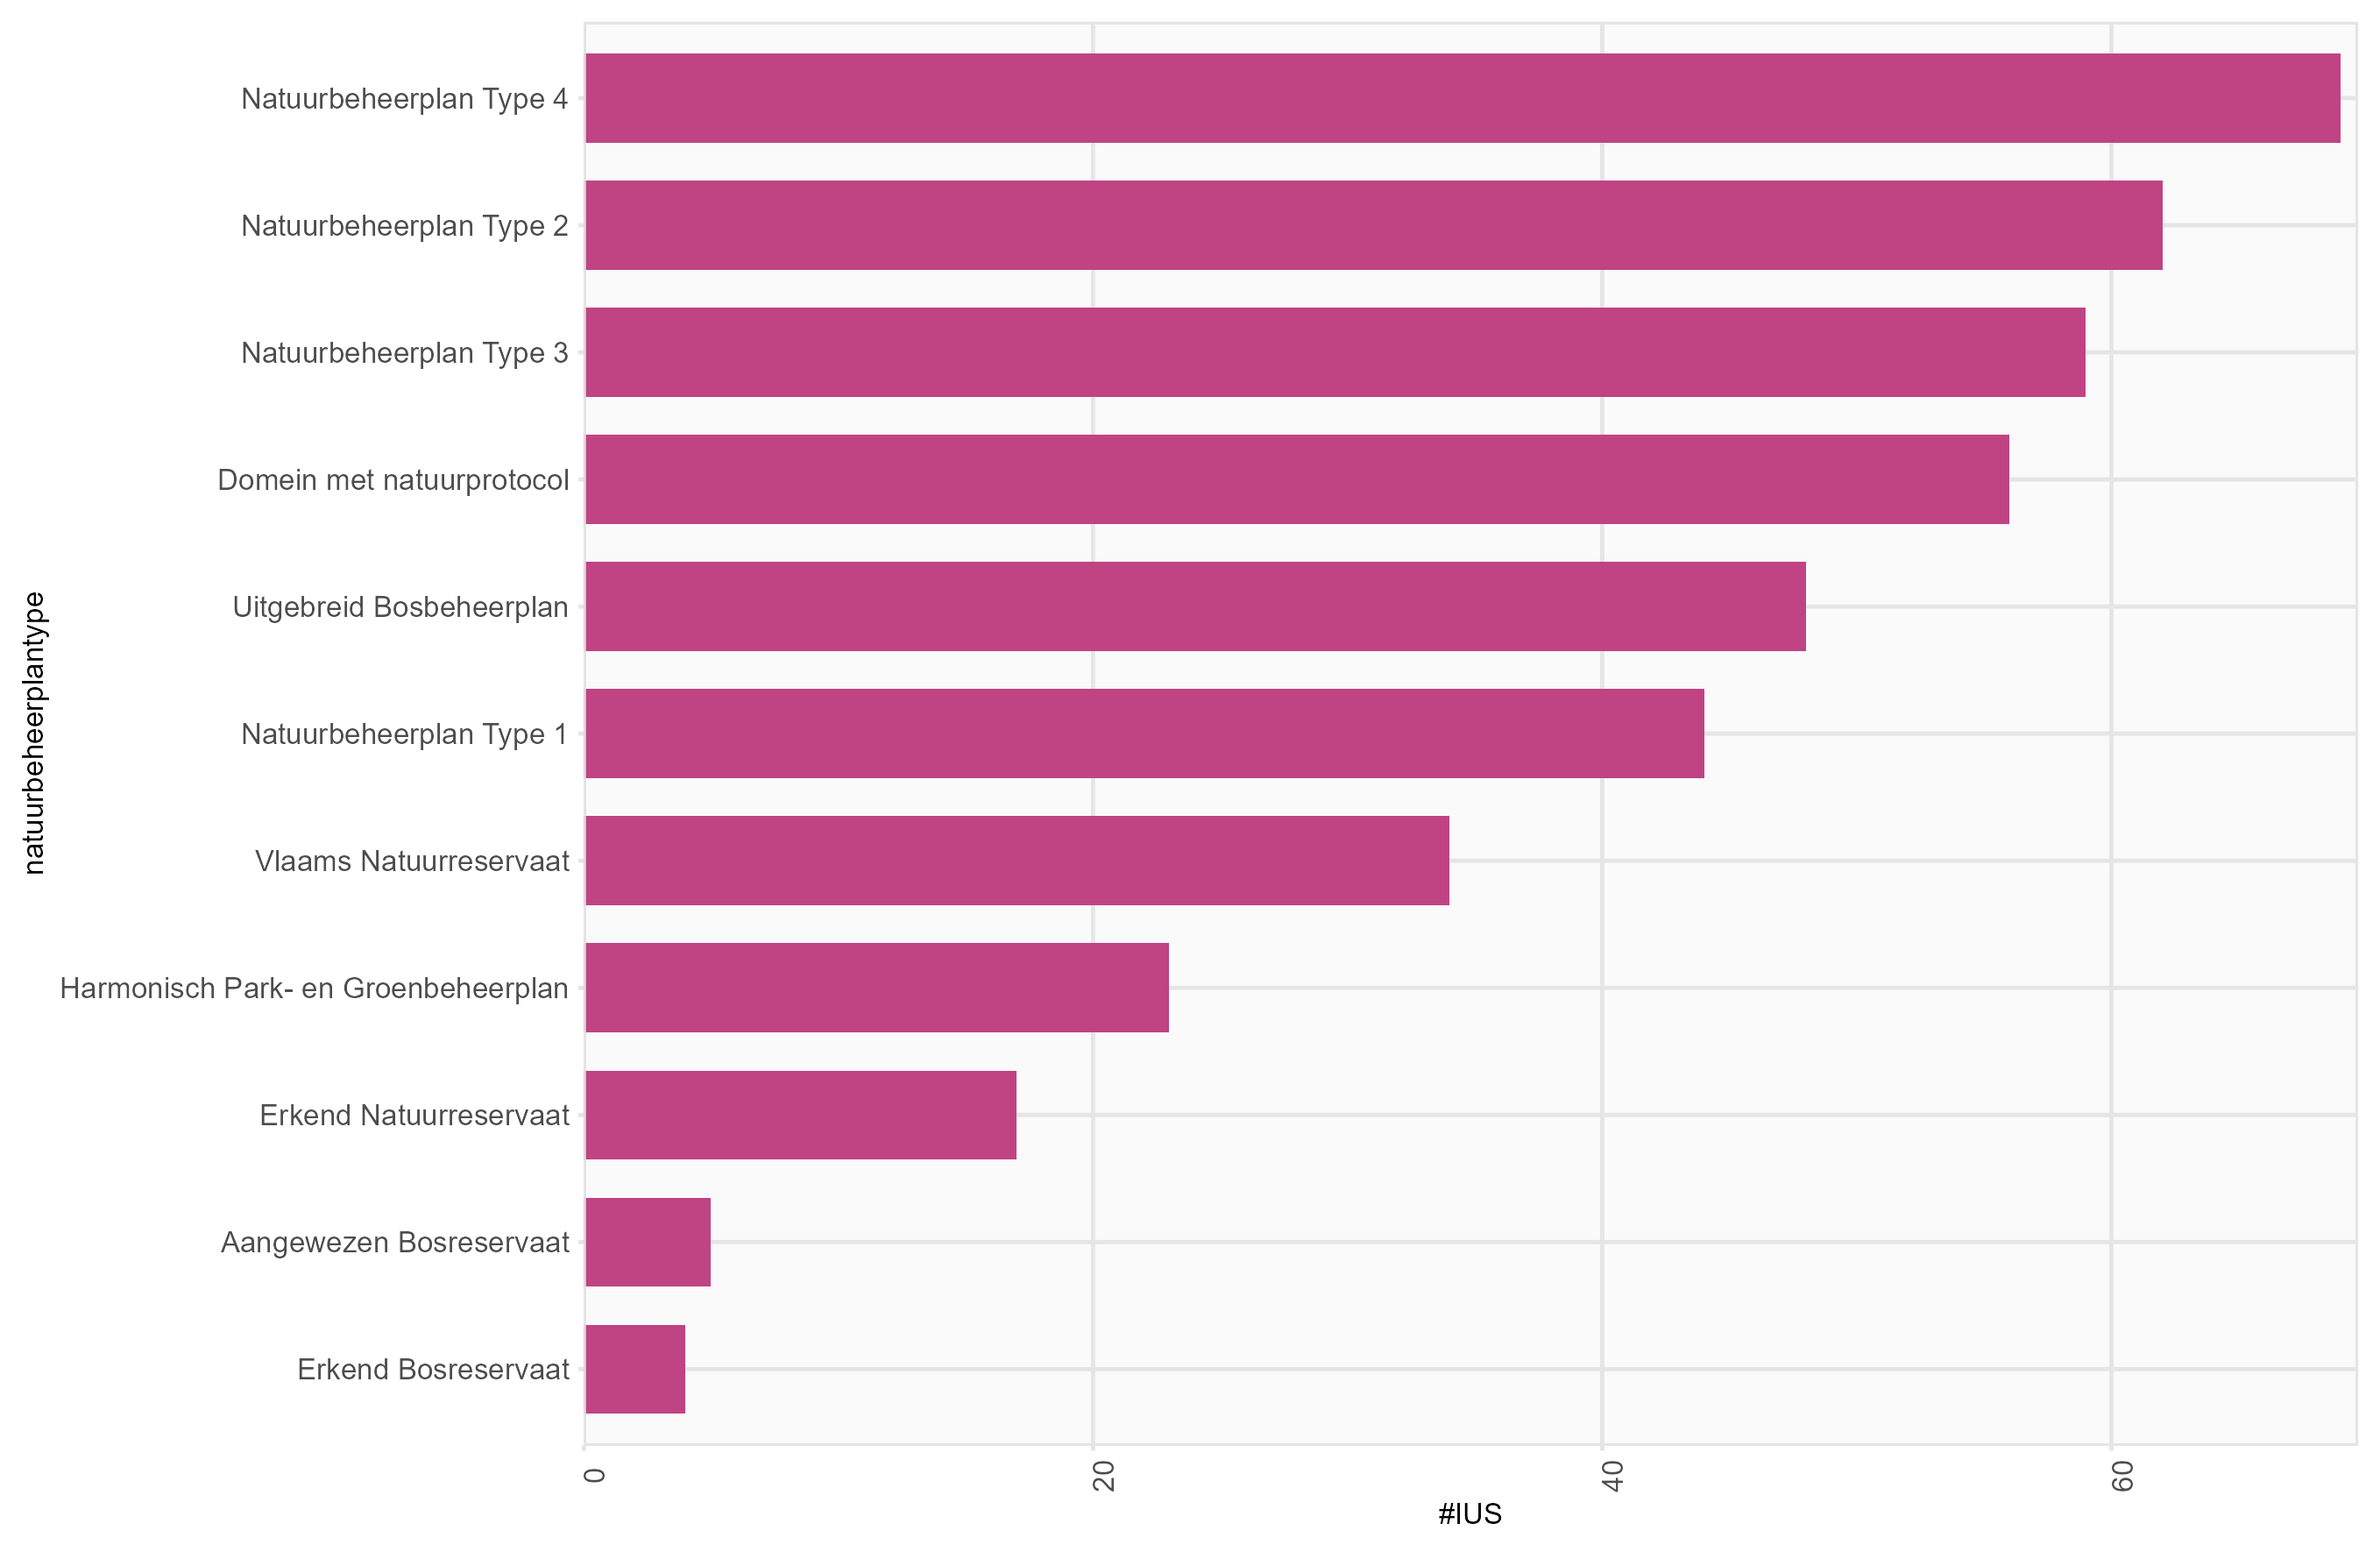 natuurbeheerplantype
Natuurbeheerplan Type 4
Natuurbeheerplan Type 2
Natuurbeheerplan Type 3
Domein met natuurprotocol
Uitgebreid Bosbeheerplan
Natuurbeheerplan Type 1
Vlaams Natuurreservaat
Harmonisch Park- en Groenbeheerplan
Erkend Natuurreservaat
Aangewezen Bosreservaat
Erkend Bosreservaat
0
20
40
60
#IUS